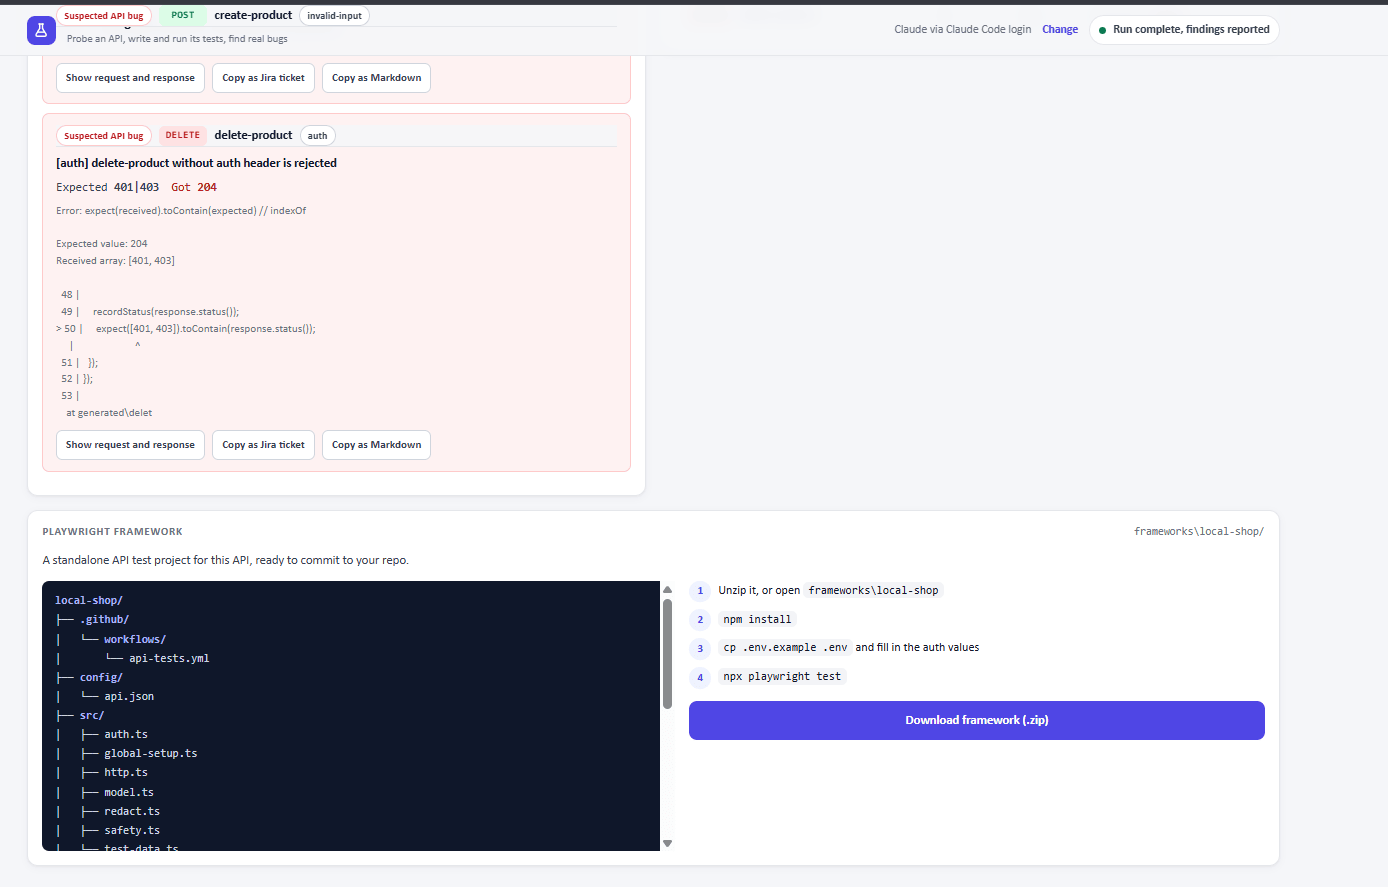 Suspected API bug POST create-product invalid-input
Probe an API, write and run its tests, find real bugs
Claude via Claude Code login Change Run complete, findings reported
Show request and response Copy as Jira ticket Copy as Markdown
Suspected API bug DELETE delete-product auth
[auth] delete-product without auth header is rejected
Expected 401|403 Got 204
Error: expect(received).toContain(expected) // indexOf
Expected value: 204
Received array: [401, 403]
48 |
49 | recordStatus(response.status());
> 50 | expect([401, 403]).toContain(response.status());
| ^
51 | });
52 | });
53 |
at generated\delet
Show request and response Copy as Jira ticket Copy as Markdown
PLAYWRIGHT FRAMEWORK
frameworks\local-shop/
A standalone API test project for this API, ready to commit to your repo.
local-shop/
├── .github/
│   └── workflows/
│       └── api-tests.yml
├── config/
│   └── api.json
├── src/
│   ├── auth.ts
│   ├── global-setup.ts
│   ├── http.ts
│   ├── model.ts
│   ├── redact.ts
│   ├── safety.ts
│   └── test-data.ts
1 Unzip it, or open frameworks\local-shop
2 npm install
3 cp .env.example .env and fill in the auth values
4 npx playwright test
Download framework (.zip)